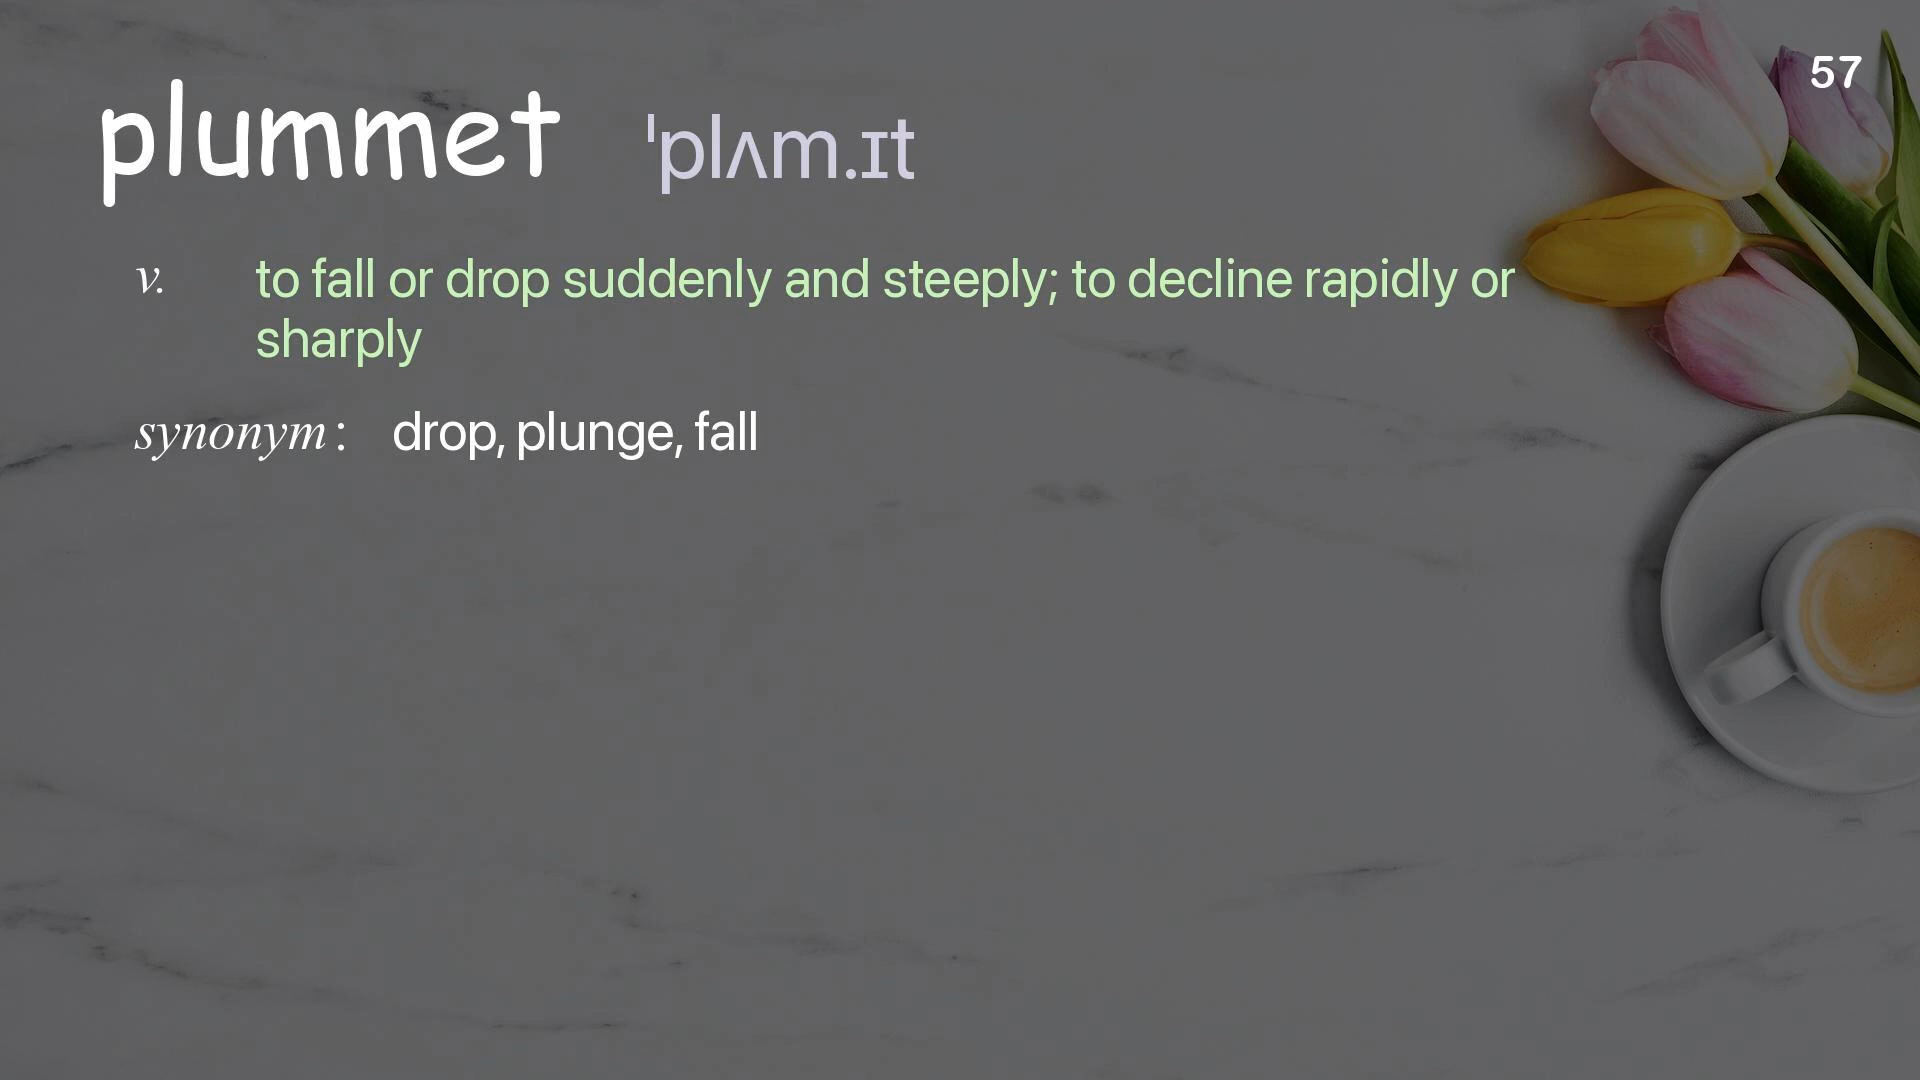 57
plummet ˈplʌm.ɪt
v. to fall or drop suddenly and steeply; to decline rapidly or
sharply
synonym : drop, plunge, fall